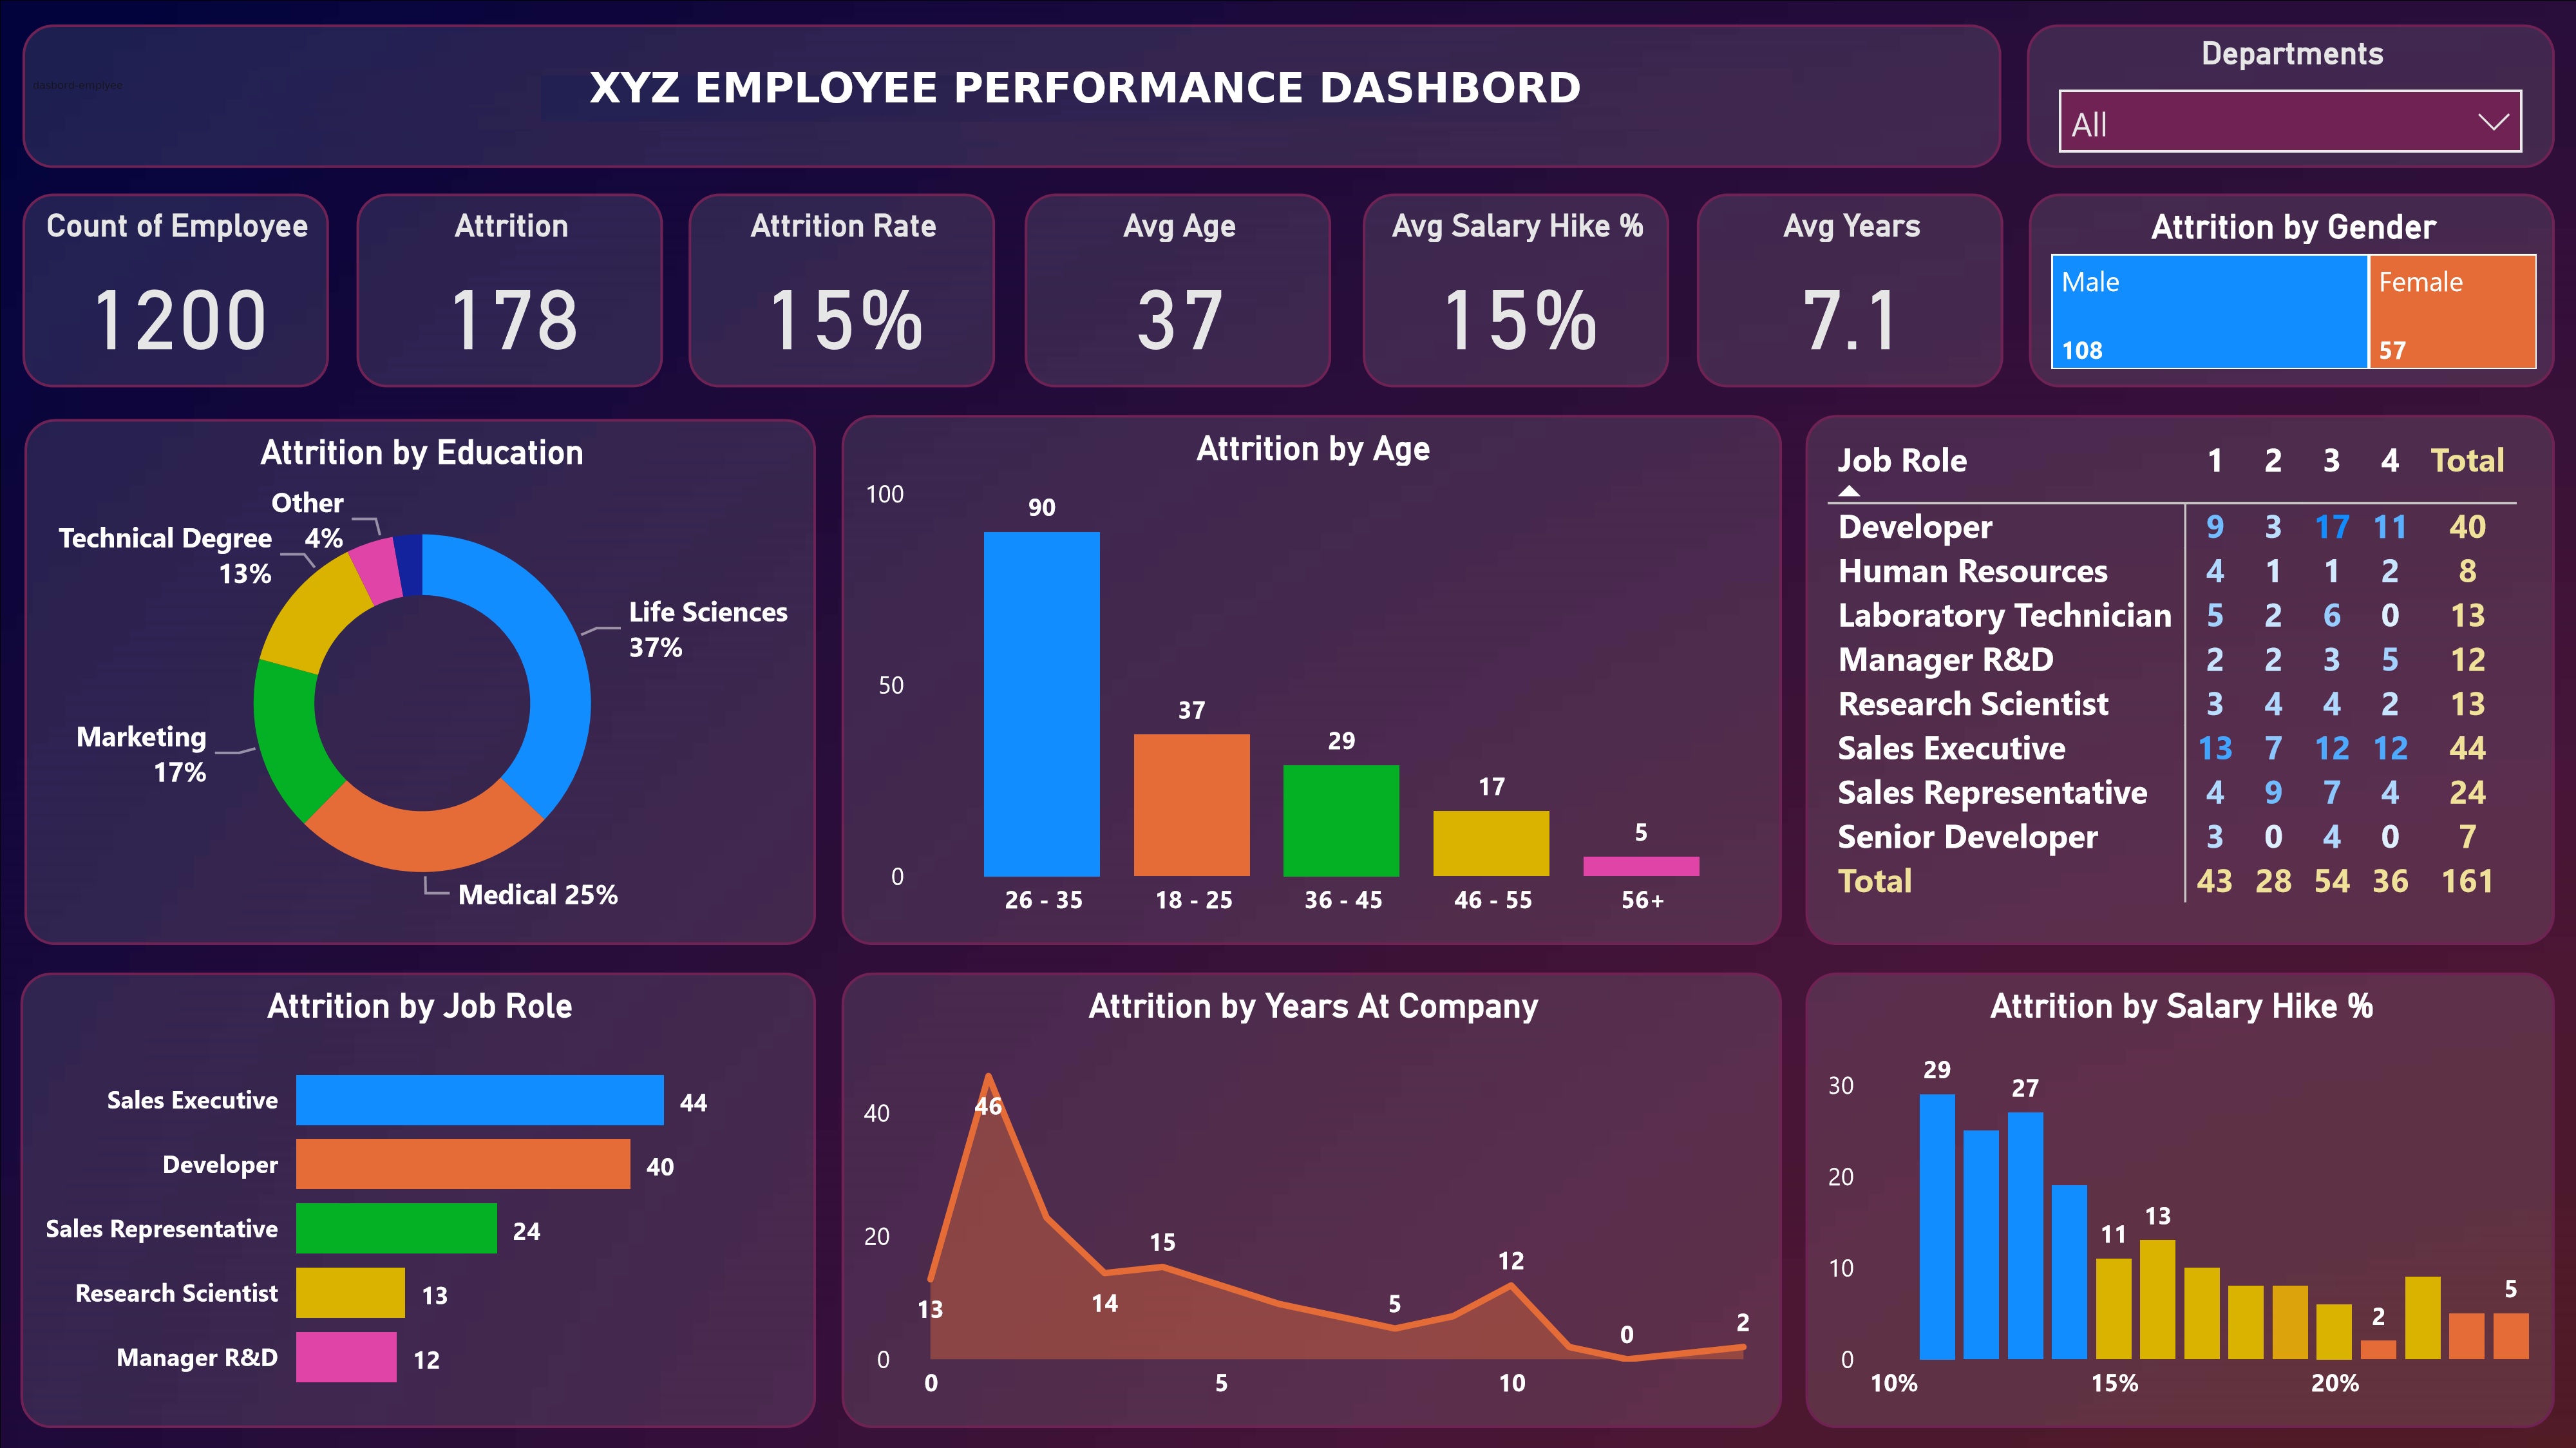 XYZ EMPLOYEE PERFORMANCE DASHBORD
dasbord-emplyee
Departments
All
Count of Employee
1200
Attrition
178
Attrition Rate
15%
Avg Age
37
Avg Salary Hike %
15%
Avg Years
7.1
Attrition by Gender
Male
108
Female
57
Attrition by Education
Other
4%
Technical Degree
13%
Life Sciences
37%
Marketing
17%
Medical 25%
Attrition by Age
100
50
0
90
37
29
17
5
26 - 35
18 - 25
36 - 45
46 - 55
56+
Job Role 1 2 3 4 Total
Developer 9 3 17 11 40
Human Resources 4 1 1 2 8
Laboratory Technician 5 2 6 0 13
Manager R&D 2 2 3 5 12
Research Scientist 3 4 4 2 13
Sales Executive 13 7 12 12 44
Sales Representative 4 9 7 4 24
Senior Developer 3 0 4 0 7
Total 43 28 54 36 161
Attrition by Job Role
Sales Executive 44
Developer 40
Sales Representative 24
Research Scientist 13
Manager R&D 12
Attrition by Years At Company
40
20
0
13
46
14
15
5
12
0
2
0 5 10
Attrition by Salary Hike %
30
20
10
0
29
27
11
13
2
5
10% 15% 20%